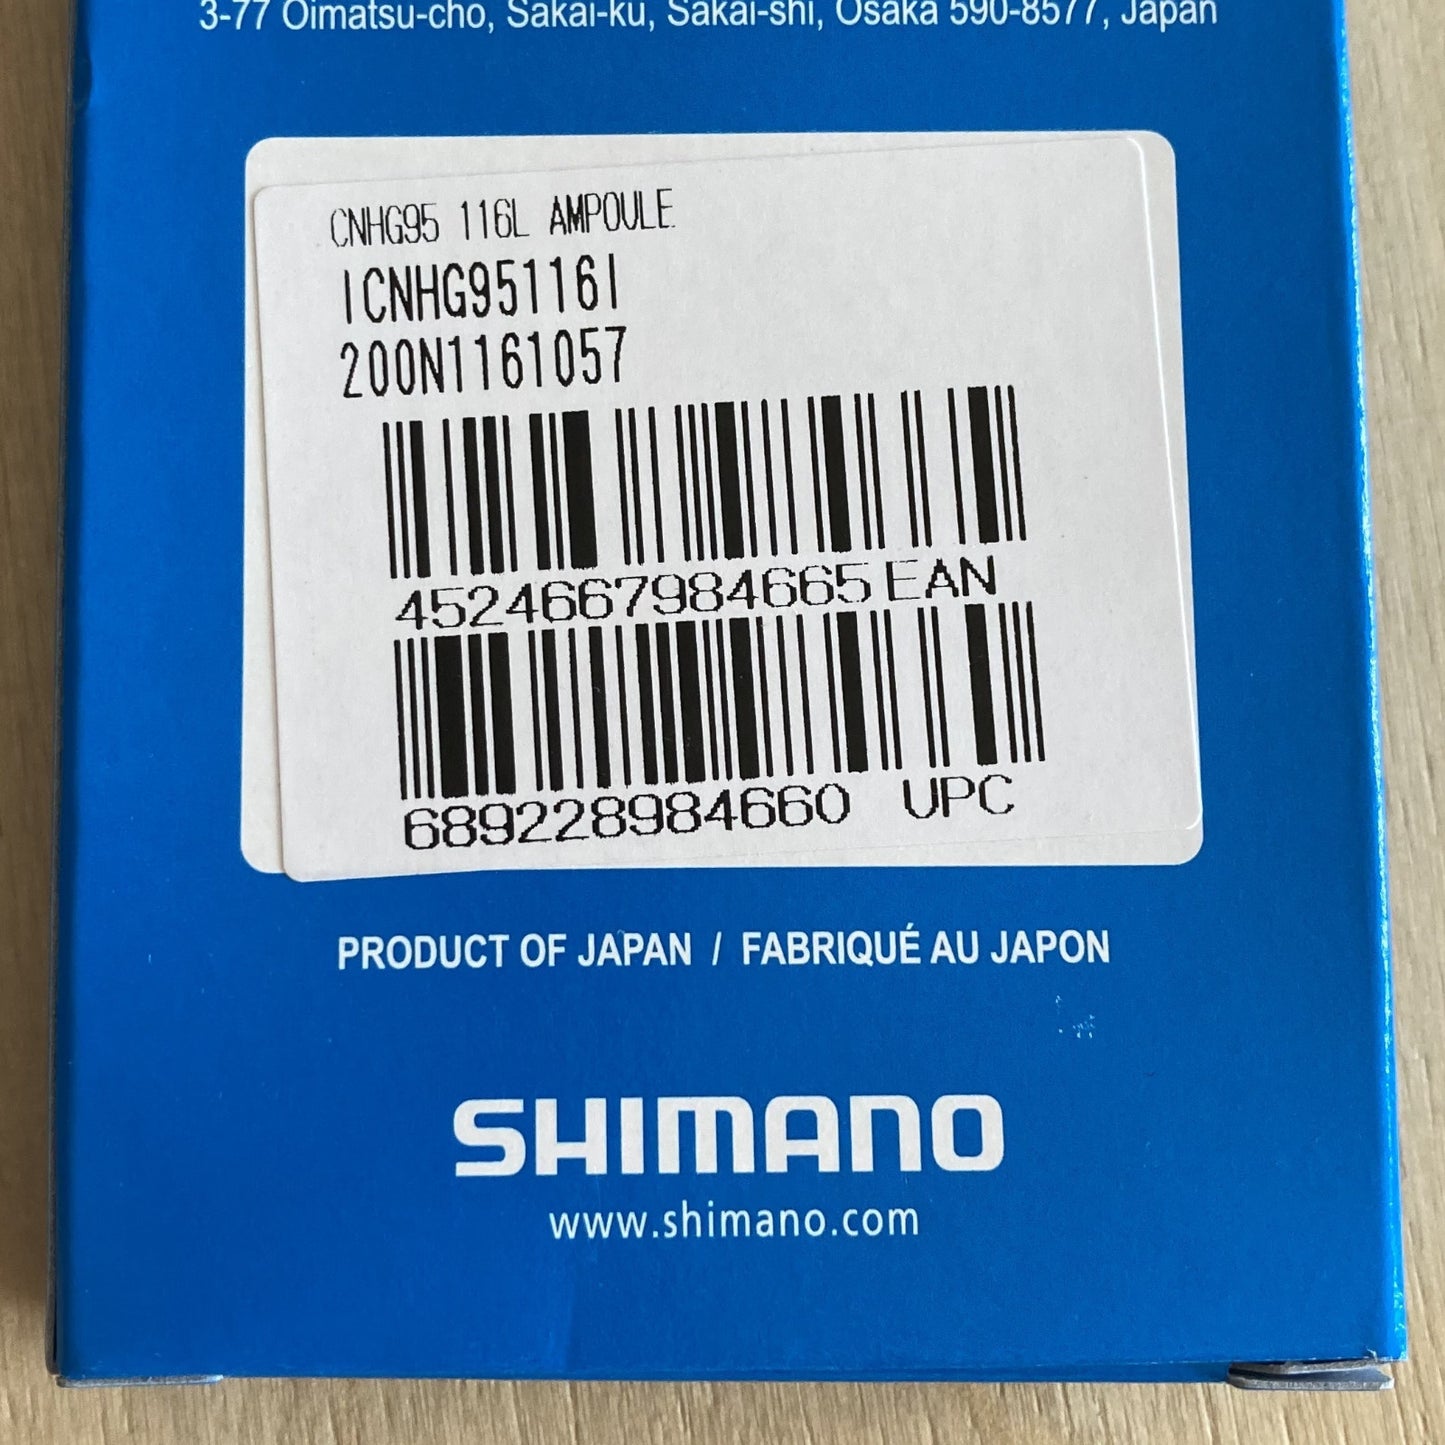 3-77 Oimatsu-cho, Sakai-ku, Sakai-shi, Osaka 590-8577, Japan
CNHG95 116L AMPOULE
ICNHG95116I
200N1161057
4524667984665 EAN
689228984660 UPC
PRODUCT OF JAPAN / FABRIQUÉ AU JAPON
SHIMANO
www.shimano.com